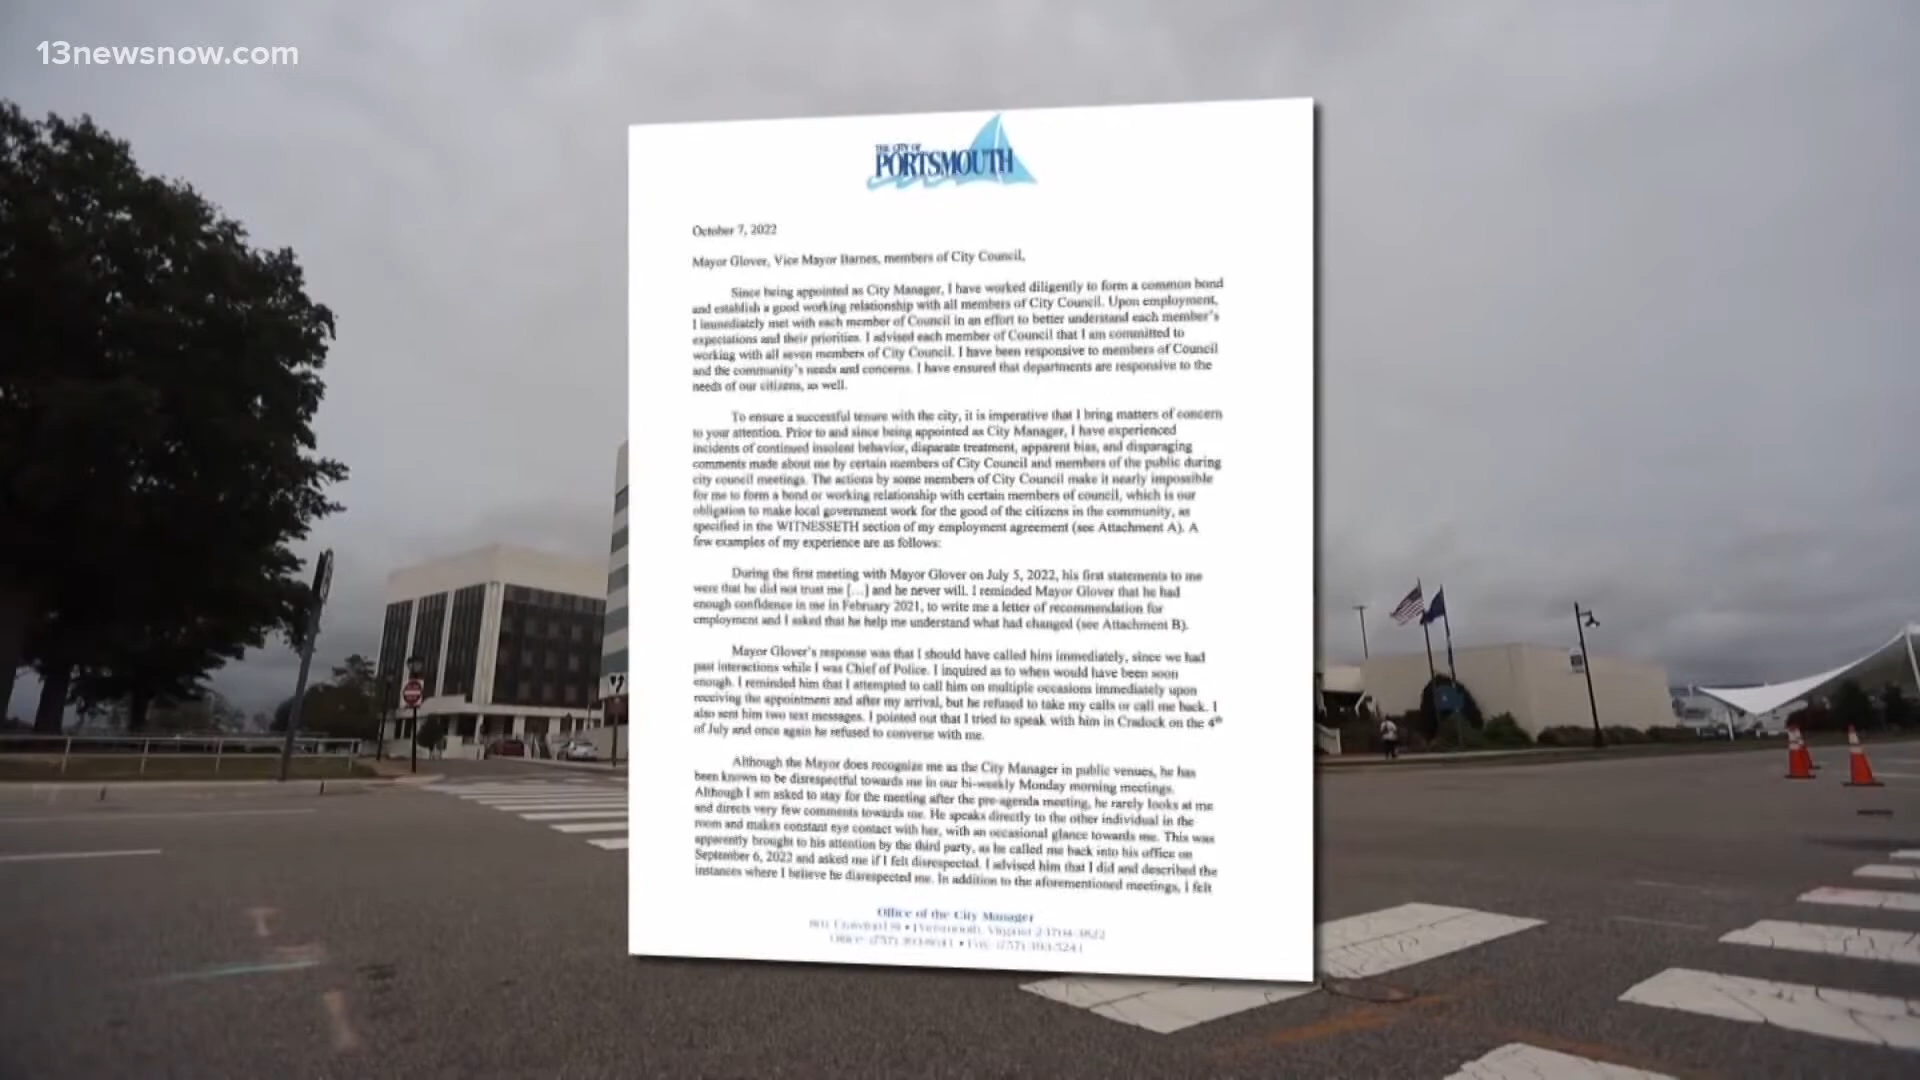 13newsnow.com
THE CITY OF
PORTSMOUTH
October 7, 2022
Mayor Glover, Vice Mayor Barnes, members of City Council,
Since being appointed as City Manager, I have worked diligently to form a common bond
and establish a good working relationship with all members of City Council. Upon employment,
I immediately met with each member of Council in an effort to better understand each member's
expectations and their priorities. I advised each member of Council that I am committed to
working with all seven members of City Council. I have been responsive to members of Council
and the community's needs and concerns. I have ensured that departments are responsive to the
needs of our citizens, as well.
To ensure a successful tenure with the city, it is imperative that I bring matters of concern
to your attention. Prior to and since being appointed as City Manager, I have experienced
incidents of continued insolent behavior, disparate treatment, apparent bias, and disparaging
comments made about me by certain members of City Council and members of the public during
city council meetings. The actions by some members of City Council make it nearly impossible
for me to form a bond or working relationship with certain members of council, which is our
obligation to make local government work for the good of the citizens in the community, as
specified in the WITNESSETH section of my employment agreement (see Attachment A). A
few examples of my experience are as follows:
During the first meeting with Mayor Glover on July 5, 2022, his first statements to me
were that he did not trust me [...] and he never will. I reminded Mayor Glover that he had
enough confidence in me in February 2021, to write me a letter of recommendation for
employment and I asked that he help me understand what had changed (see Attachment B).
Mayor Glover's response was that I should have called him immediately, since we had
past interactions while I was Chief of Police. I inquired as to when would have been soon
enough. I reminded him that I attempted to call him on multiple occasions immediately upon
receiving the appointment and after my arrival, but he refused to take my calls or call me back. I
also sent him two text messages. I pointed out that I tried to speak with him in Cradock on the 4th
of July and once again he refused to converse with me.
Although the Mayor does recognize me as the City Manager in public venues, he has
been known to be disrespectful towards me in our bi-weekly Monday morning meetings.
Although I am asked to stay for the meeting after the pre-agenda meeting, he rarely looks at me
and directs very few comments towards me. He speaks directly to the other individual in the
room and makes constant eye contact with her, with an occasional glance towards me. This was
apparently brought to his attention by the third party, as he called me back into his office on
September 6, 2022 and asked me if I felt disrespected. I advised him that I did and described the
instances where I believe he disrespected me. In addition to the aforementioned meetings, I felt
Office of the City Manager
801 Crawford St • Portsmouth, Virginia 23704-3822
Office: (757) 393-8641 • Fax: (757) 393-5241